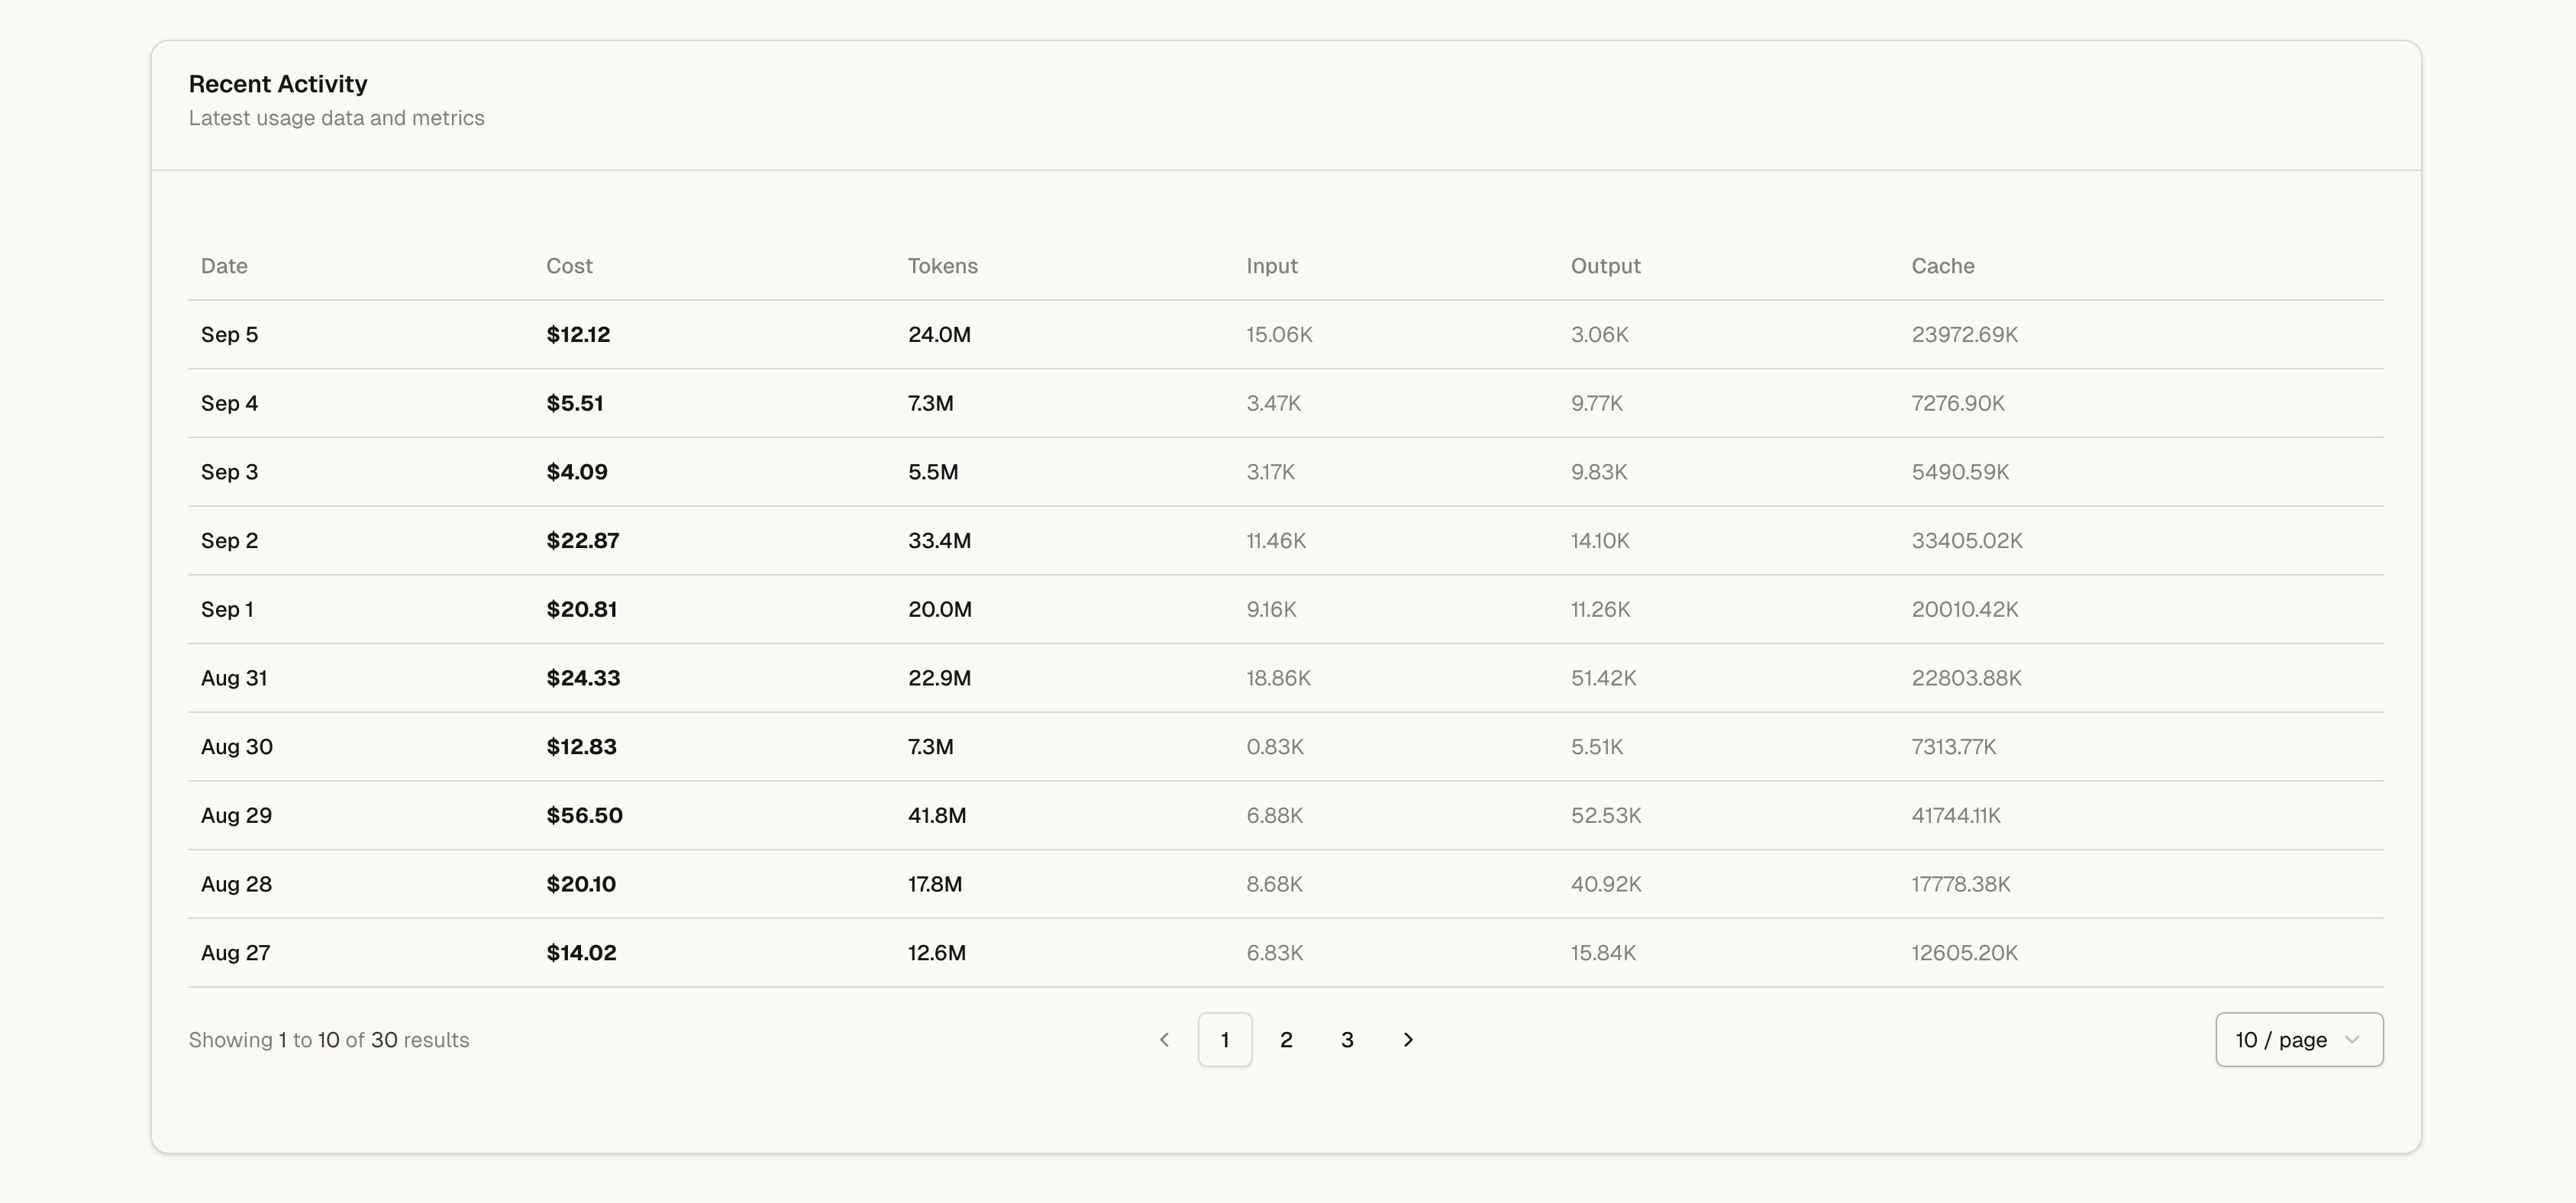 Recent Activity
Latest usage data and metrics
Date Cost Tokens Input Output Cache
Sep 5 $12.12 24.0M 15.06K 3.06K 23972.69K
Sep 4 $5.51 7.3M 3.47K 9.77K 7276.90K
Sep 3 $4.09 5.5M 3.17K 9.83K 5490.59K
Sep 2 $22.87 33.4M 11.46K 14.10K 33405.02K
Sep 1 $20.81 20.0M 9.16K 11.26K 20010.42K
Aug 31 $24.33 22.9M 18.86K 51.42K 22803.88K
Aug 30 $12.83 7.3M 0.83K 5.51K 7313.77K
Aug 29 $56.50 41.8M 6.88K 52.53K 41744.11K
Aug 28 $20.10 17.8M 8.68K 40.92K 17778.38K
Aug 27 $14.02 12.6M 6.83K 15.84K 12605.20K
Showing 1 to 10 of 30 results 1 2 3 10 / page